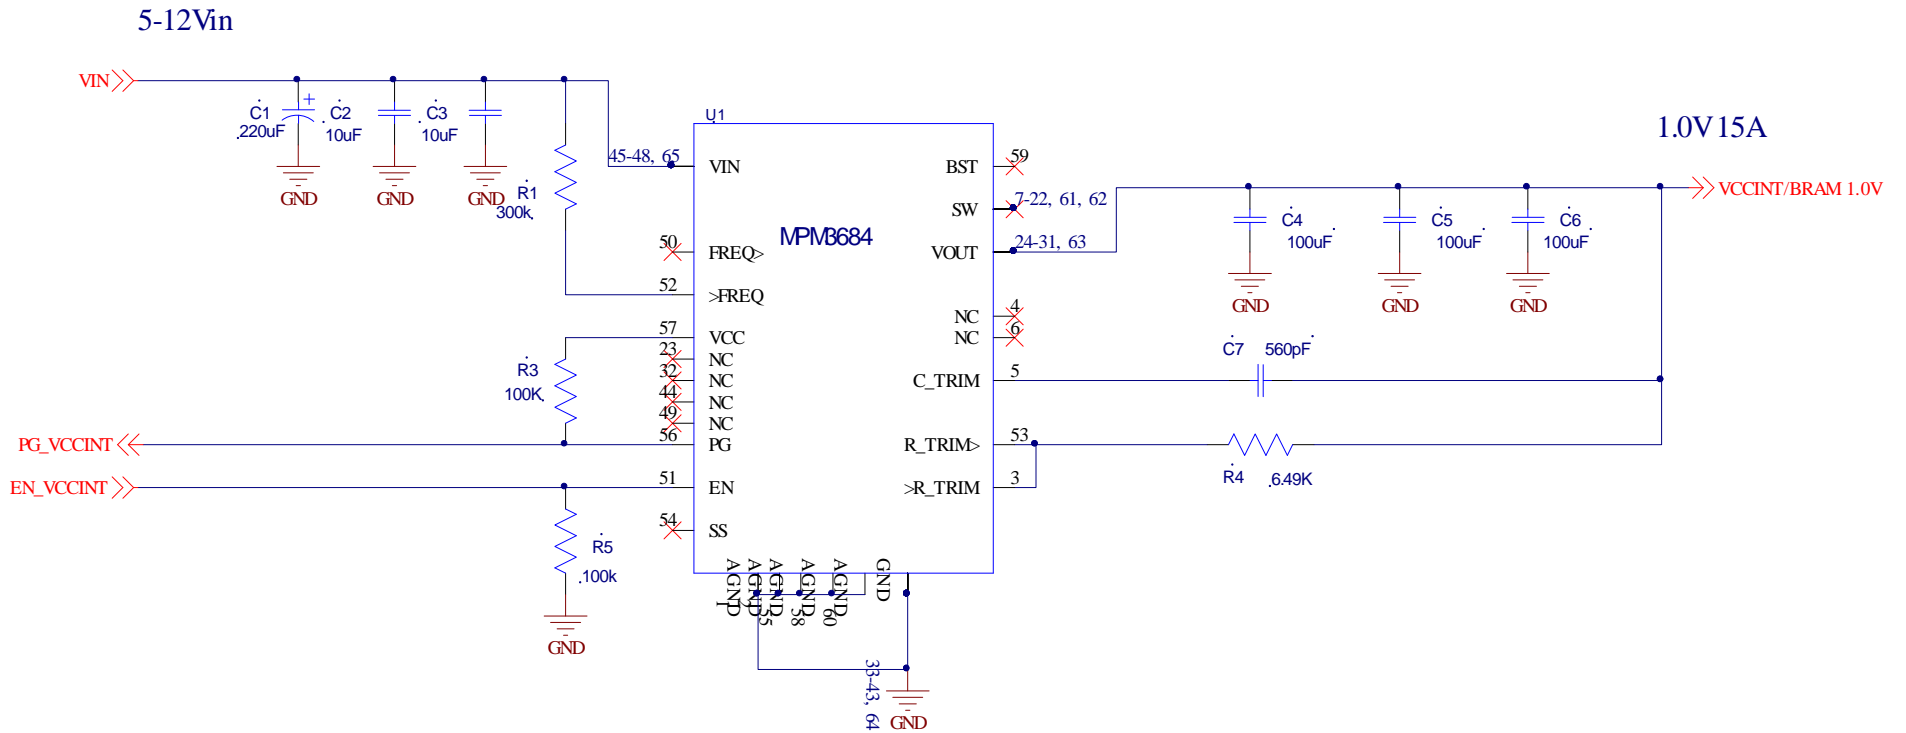 5-12Vin
VIN
C1
220uF
C2
10uF
C3
10uF
GND
GND
GND
R1
300k
U1
MPM3684
45-48, 65
VIN
50
FREQ>
52
>FREQ
57
VCC
23
NC
32
NC
44
NC
49
NC
56
PG
51
EN
54
SS
R3
100K
PG_VCCINT
EN_VCCINT
R5
100k
GND
BST
59
SW
7-22, 61, 62
VOUT
24-31, 63
NC
4
NC
6
C_TRIM
5
R_TRIM>
53
>R_TRIM
3
AGND
1
AGND
2
AGND
55
AGND
58
AGND
60
GND
33-43, 64
GND
1.0V 15A
VCCINT/BRAM 1.0V
C4
100uF
C5
100uF
C6
100uF
GND
GND
GND
C7 560pF
R4 6.49K